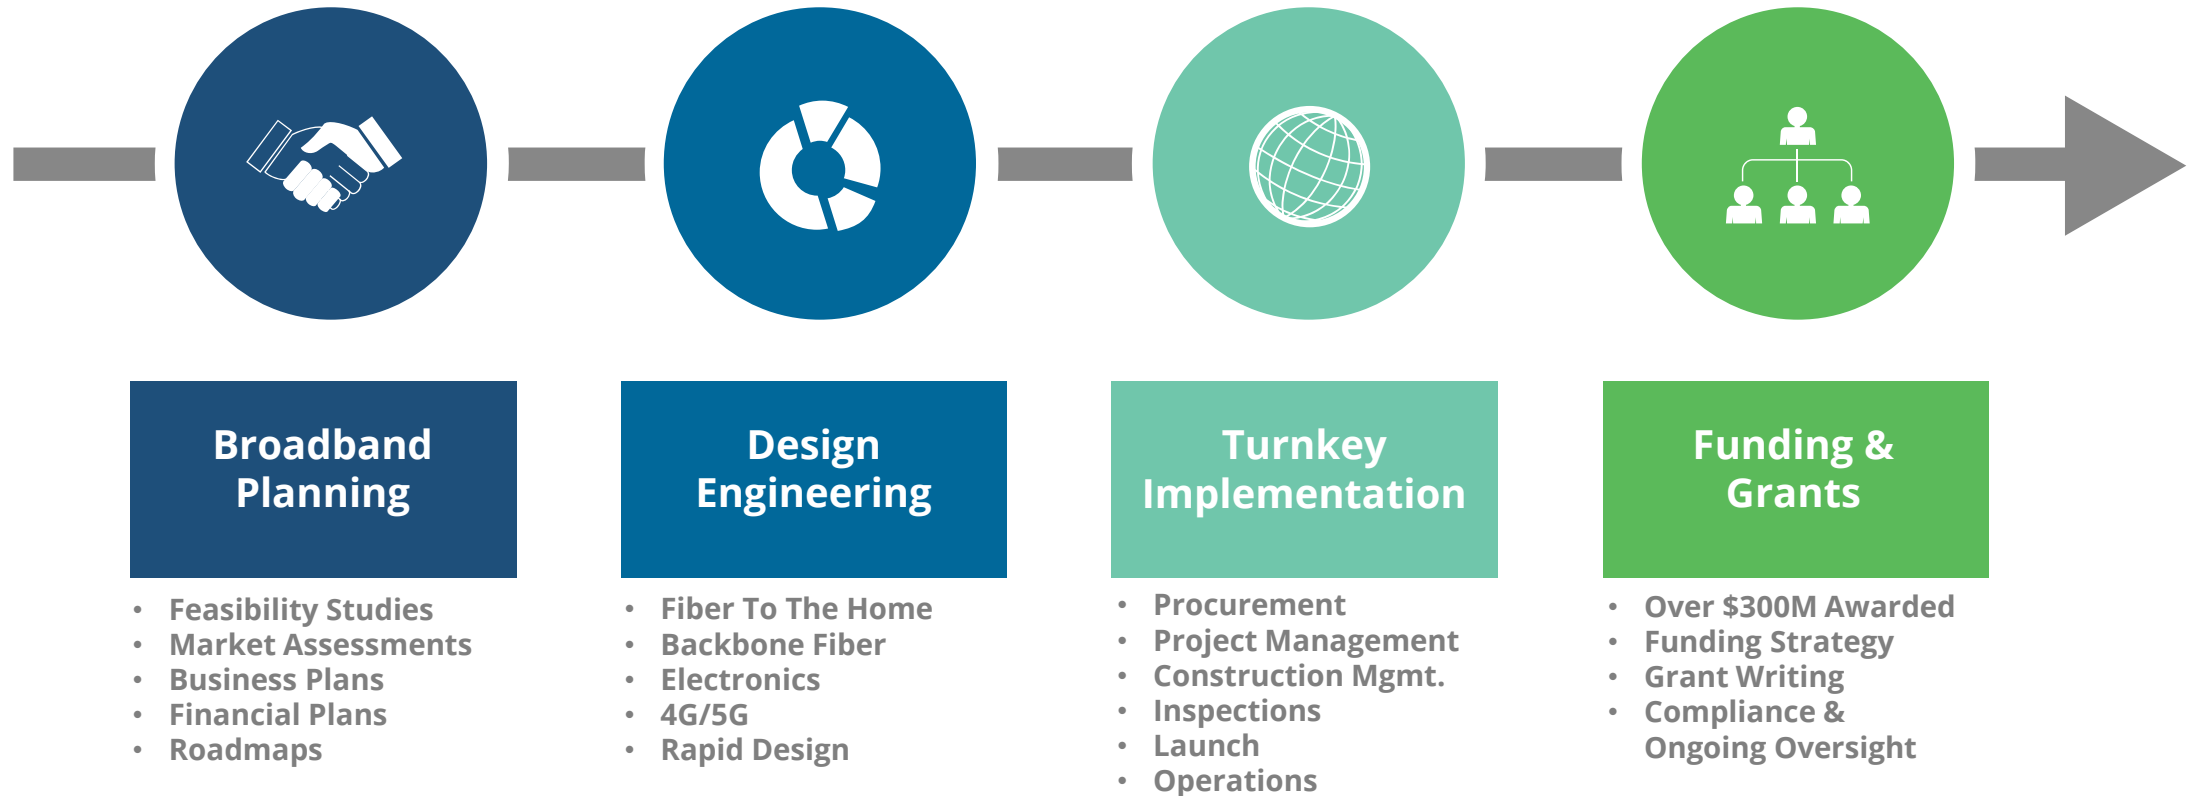 Broadband
Planning
• Feasibility Studies
• Market Assessments
• Business Plans
• Financial Plans
• Roadmaps
Design
Engineering
• Fiber To The Home
• Backbone Fiber
• Electronics
• 4G/5G
• Rapid Design
Turnkey
Implementation
• Procurement
• Project Management
• Construction Mgmt.
• Inspections
• Launch
• Operations
Funding &
Grants
• Over $300M Awarded
• Funding Strategy
• Grant Writing
• Compliance &
Ongoing Oversight